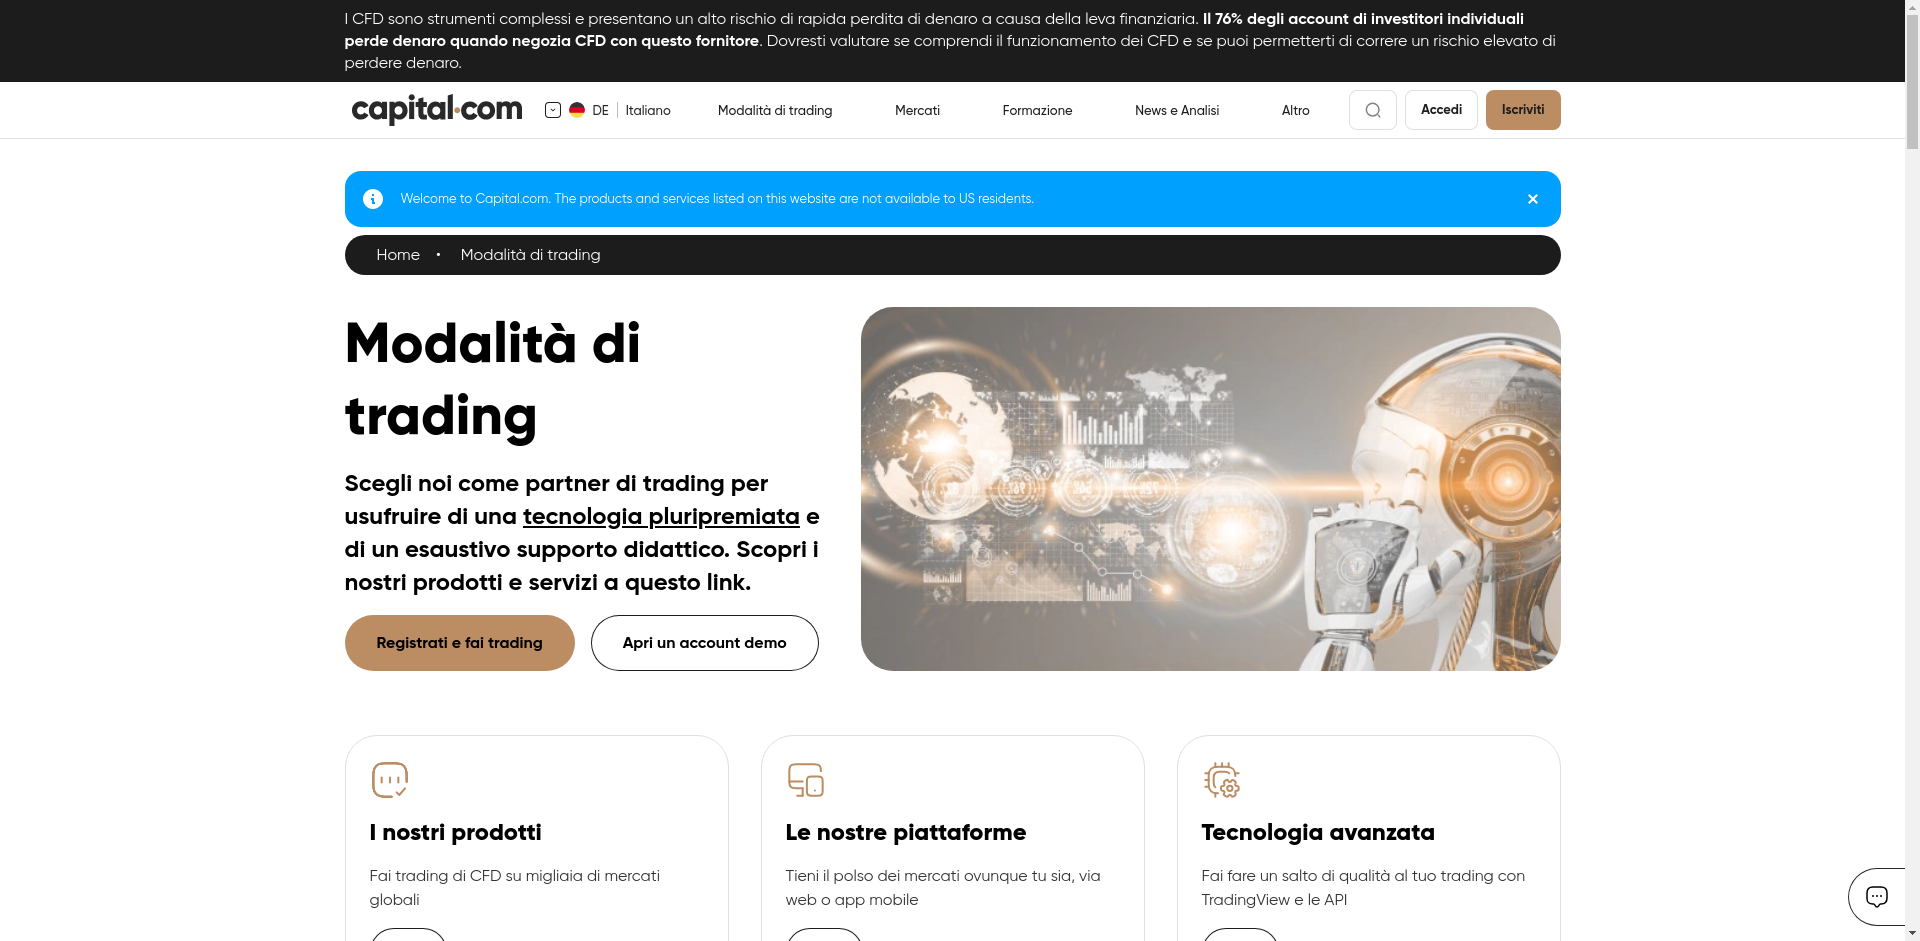 I CFD sono strumenti complessi e presentano un alto rischio di rapida perdita di denaro a causa della leva finanziaria. Il 76% degli account di investitori individuali
perde denaro quando negozia CFD con questo fornitore. Dovresti valutare se comprendi il funzionamento dei CFD e se puoi permetterti di correre un rischio elevato di
perdere denaro.
capital.com DE Italiano Modalità di trading Mercati Formazione News e Analisi Altro Accedi Iscriviti
Welcome to Capital.com. The products and services listed on this website are not available to US residents.
Home • Modalità di trading
Modalità di
trading
Scegli noi come partner di trading per
usufruire di una tecnologia pluripremiata e
di un esaustivo supporto didattico. Scopri i
nostri prodotti e servizi a questo link.
Registrati e fai trading Apri un account demo
I nostri prodotti
Fai trading di CFD su migliaia di mercati
globali
Le nostre piattaforme
Tieni il polso dei mercati ovunque tu sia, via
web o app mobile
Tecnologia avanzata
Fai fare un salto di qualità al tuo trading con
TradingView e le API